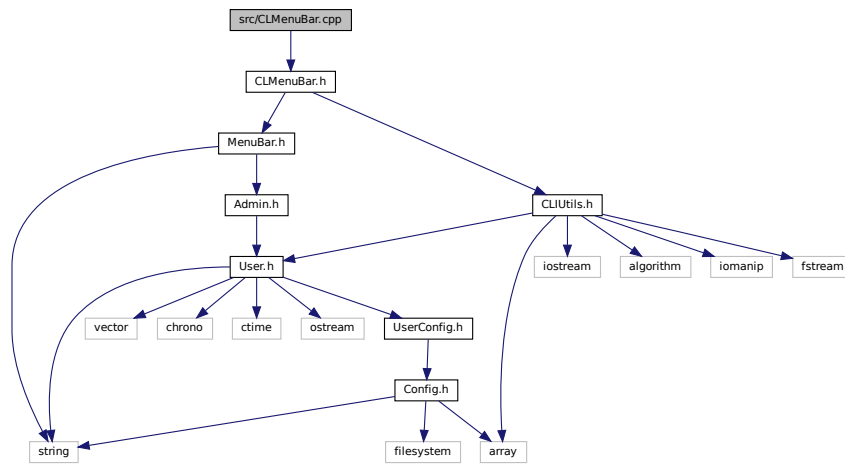 src/CLMenuBar.cpp
CLMenuBar.h
MenuBar.h
Admin.h
CLIUtils.h
User.h
iostream
algorithm
iomanip
fstream
vector
chrono
ctime
ostream
UserConfig.h
Config.h
string
filesystem
array